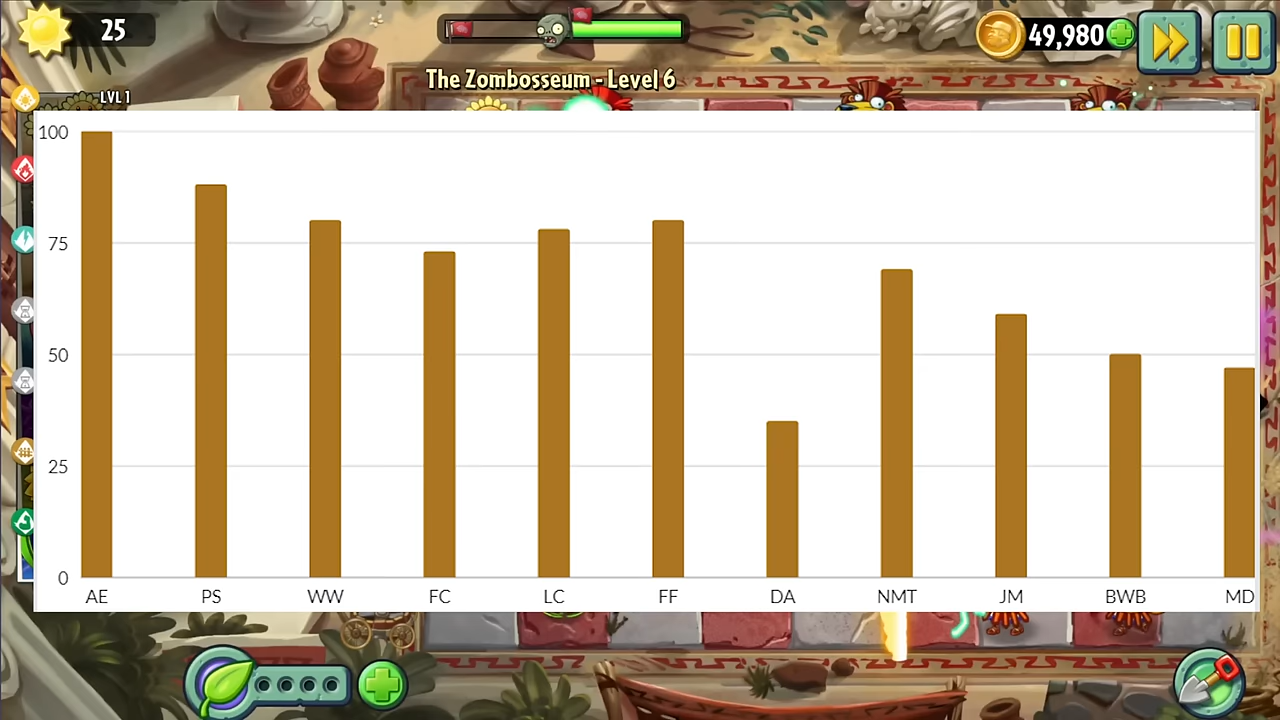 25
49,980
The Zombosseum - Level 6
LVL 1
100
75
50
25
0
AE PS WW FC LC FF DA NMT JM BWB MD